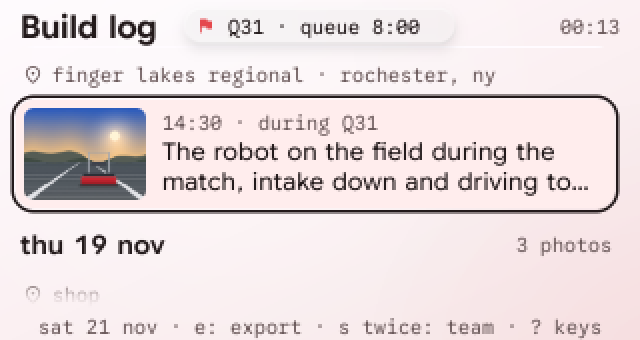 Build log
Q31 · queue 8:00
00:13
finger lakes regional · rochester, ny
14:30 · during Q31
The robot on the field during the
match, intake down and driving to...
thu 19 nov
3 photos
shop
sat 21 nov · e: export · s twice: team · ? keys